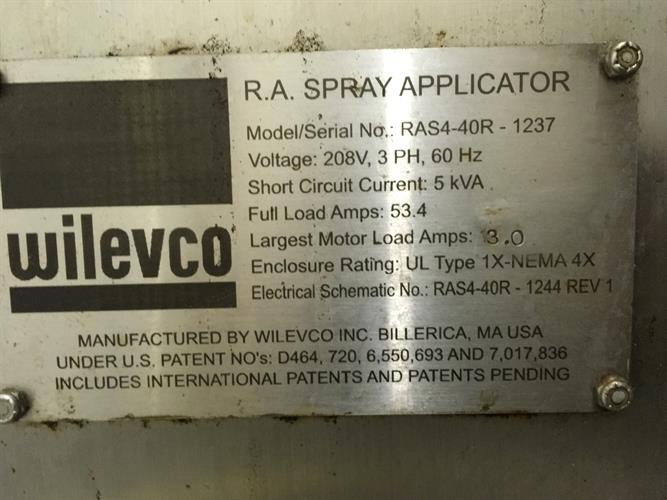 R.A. SPRAY APPLICATOR
Model/Serial No.: RAS4-40R - 1237
Voltage: 208V, 3 PH, 60 Hz
Short Circuit Current: 5 kVA
Full Load Amps: 53.4
Largest Motor Load Amps: 3.0
Enclosure Rating: UL Type 1X-NEMA 4X
Electrical Schematic No.: RAS4-40R - 1244 REV 1
wilevco
MANUFACTURED BY WILEVCO INC. BILLERICA, MA USA
UNDER U.S. PATENT NO's: D464, 720, 6,550,693 AND 7,017,836
INCLUDES INTERNATIONAL PATENTS AND PATENTS PENDING